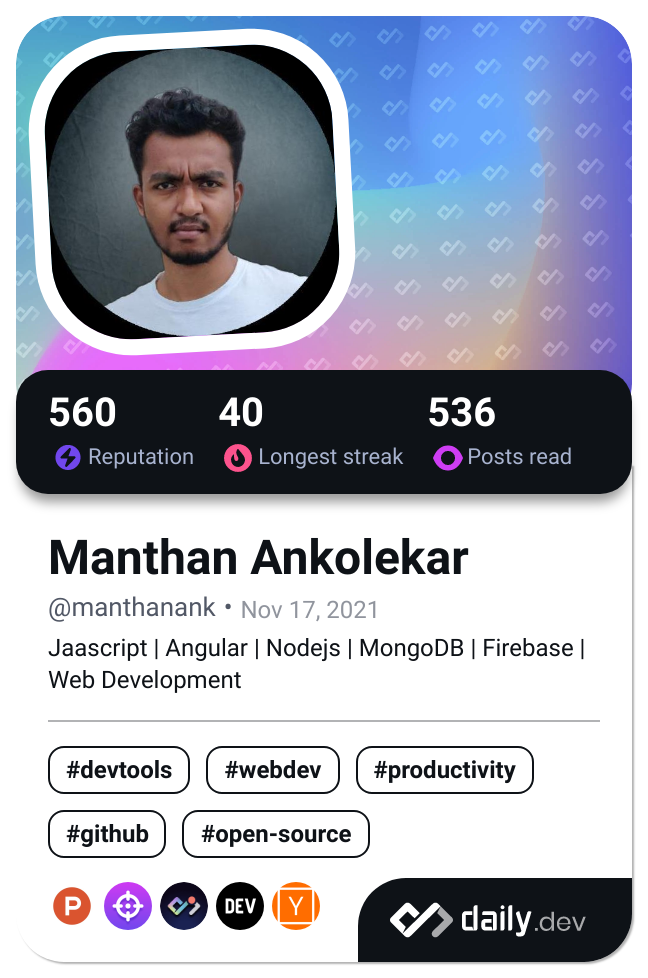 560 40 536
Reputation Longest streak Posts read
Manthan Ankolekar
@manthanank • Nov 17, 2021
Jaascript | Angular | Nodejs | MongoDB | Firebase |
Web Development
#devtools #webdev #productivity
#github #open-source
P DEV Y
daily.dev